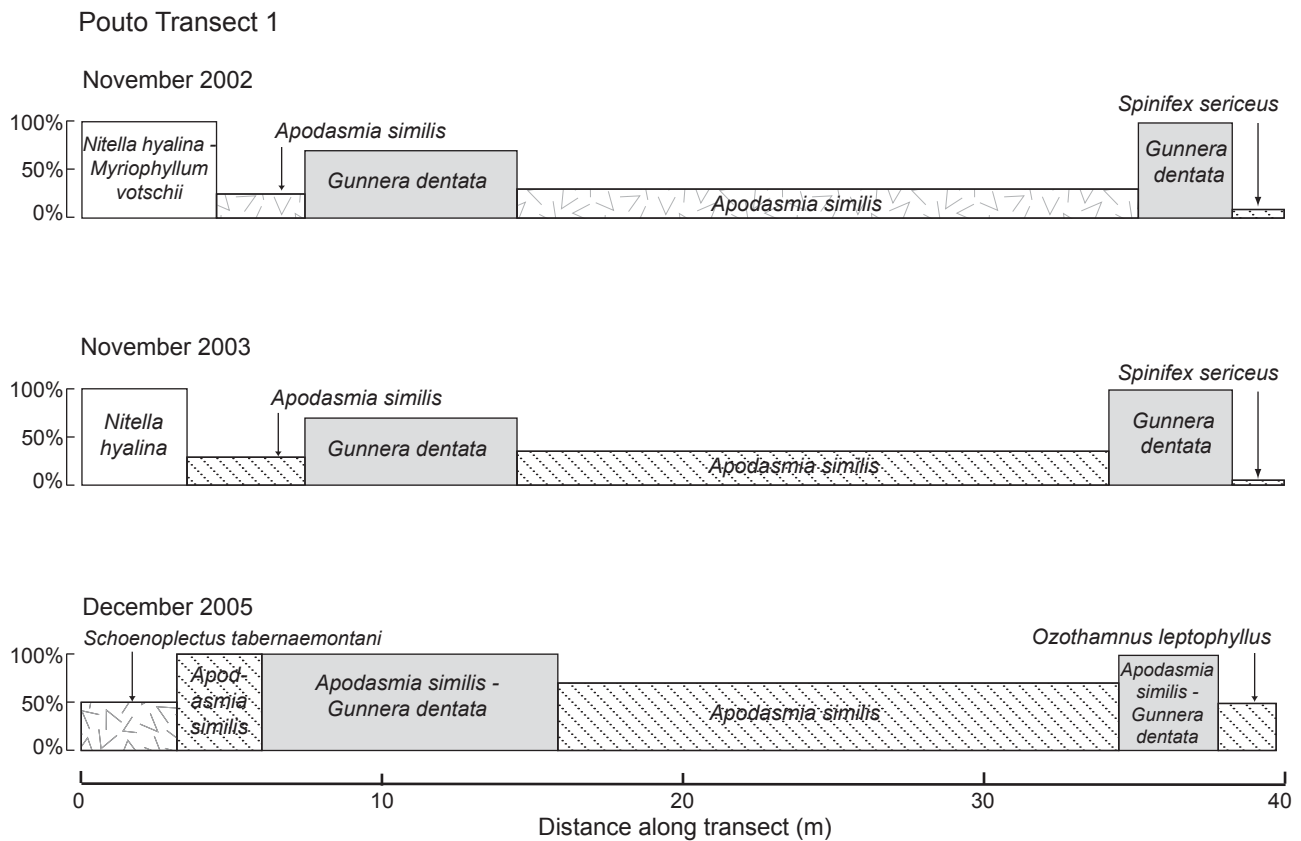 Pouto Transect 1
November 2002
Spinifex sericeus
100%
50%
0%
Nitella hyalina -
Myriophyllum
votschii
Apodasmia similis
Gunnera dentata
Apodasmia similis
Gunnera
dentata
November 2003
Spinifex sericeus
100%
50%
0%
Nitella
hyalina
Apodasmia similis
Gunnera dentata
Apodasmia similis
Gunnera
dentata
December 2005
Schoenoplectus tabernaemontani
Ozothamnus leptophyllus
100%
50%
0%
Apod-
asmia
similis
Apodasmia similis -
Gunnera dentata
Apodasmia similis
Apodasmia
similis -
Gunnera
dentata
0 10 20 30 40
Distance along transect (m)